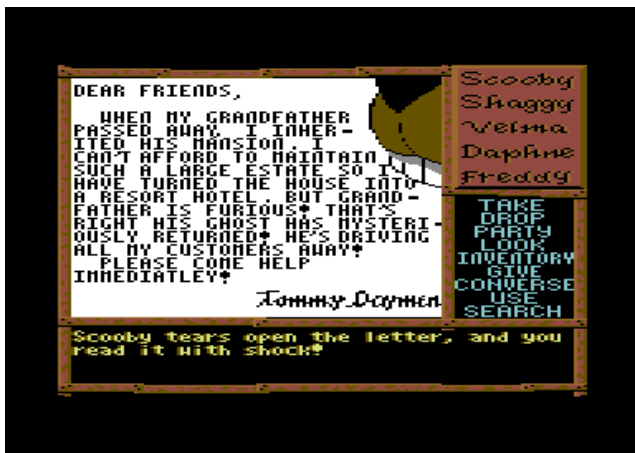 DEAR FRIENDS,
WHEN MY GRANDFATHER
PASSED AWAY, I INHER-
ITED HIS MANSION. I
CAN'T AFFORD TO MAINTAIN
SUCH A LARGE ESTATE SO I
HAVE TURNED THE HOUSE INTO
A RESORT HOTEL. BUT GRAND-
FATHER IS FURIOUS! THAT'S
RIGHT HIS GHOST HAS MYSTERI-
OUSLY RETURNED! HE'S DRIVING
ALL MY CUSTOMERS AWAY!
PLEASE COME HELP
IMMEDIATLEY!
Tommy Daymen
Scooby
Shaggy
Velma
Daphne
Freddy
TAKE
DROP
PARTY
LOOK
INVENTORY
GIVE
CONVERSE
USE
SEARCH
Scooby tears open the letter, and you
read it with shock!